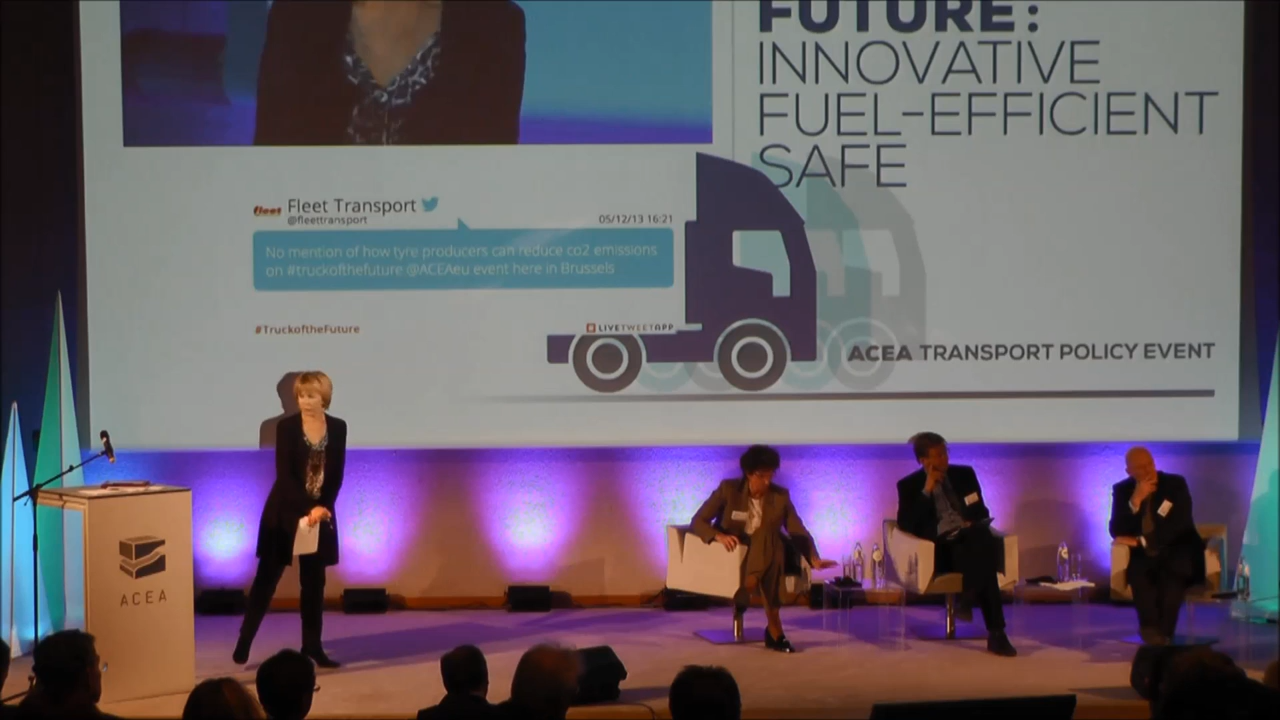 FUTURE:
INNOVATIVE
FUEL-EFFICIENT
SAFE
fleet
Fleet Transport
@fleettransport
05/12/13 16:21
No mention of how tyre producers can reduce co2 emissions
on #truckofthefuture @ACEAeu event here in Brussels
#TruckoftheFuture
LIVETWEETAPP
ACEA TRANSPORT POLICY EVENT
ACEA